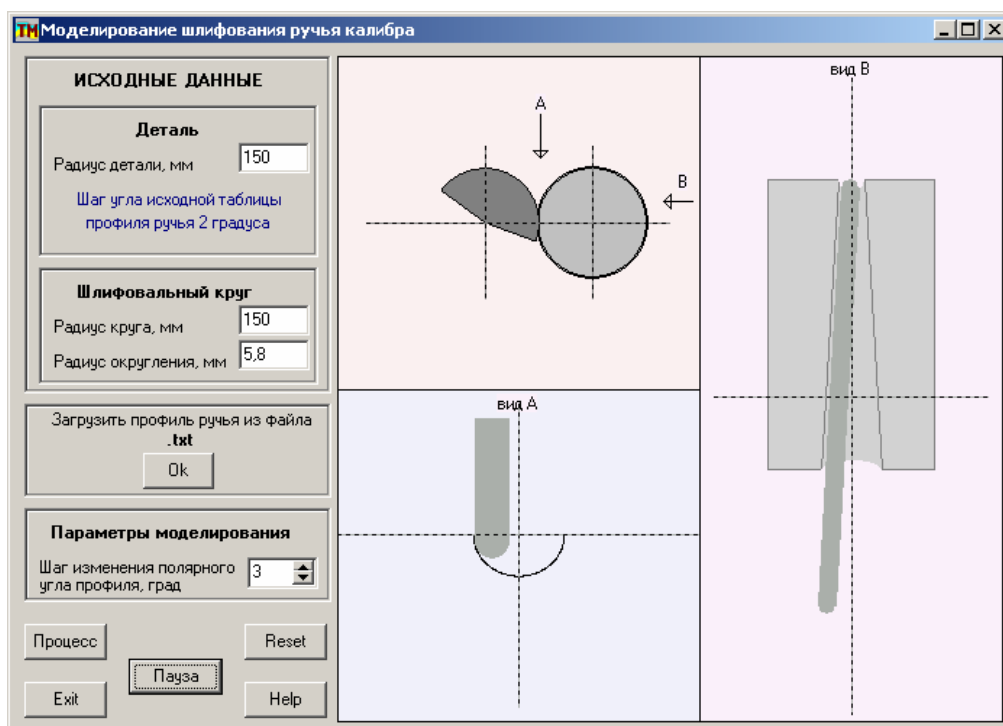 TM Моделирование шлифования ручья калибра
ИСХОДНЫЕ ДАННЫЕ
Деталь
Радиус детали, мм 150
Шаг угла исходной таблицы
профиля ручья 2 градуса
Шлифовальный круг
Радиус круга, мм 150
Радиус округления, мм 5,8
Загрузить профиль ручья из файла
.txt
Ok
Параметры моделирования
Шаг изменения полярного
угла профиля, град 3
Процесс
Reset
Пауза
Exit
Help
A
B
вид A
вид B